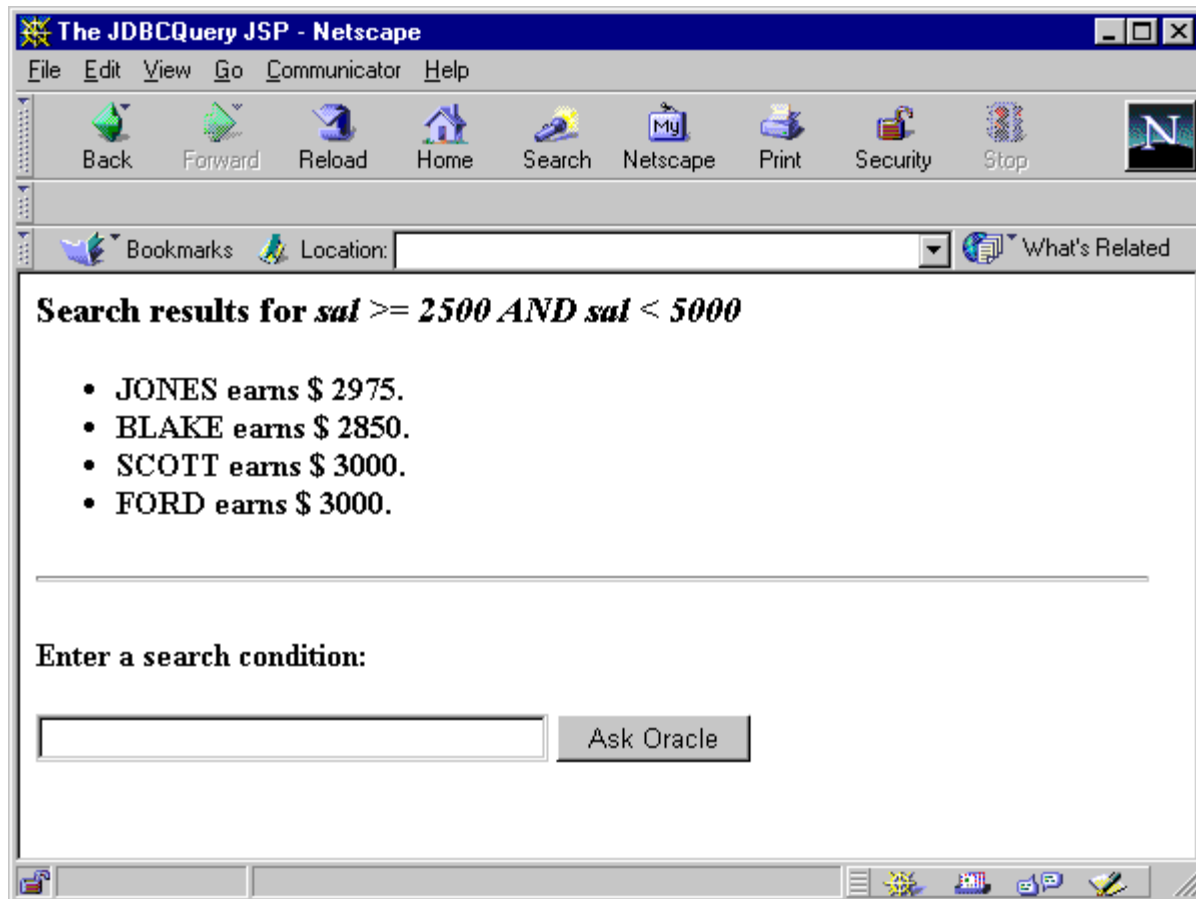 The JDBCQuery JSP - Netscape
File Edit View Go Communicator Help
Back Forward Reload Home Search My Netscape Print Security Stop N
Bookmarks Location: What's Related
Search results for sal >= 2500 AND sal < 5000
• JONES earns $ 2975.
• BLAKE earns $ 2850.
• SCOTT earns $ 3000.
• FORD earns $ 3000.
Enter a search condition:
Ask Oracle